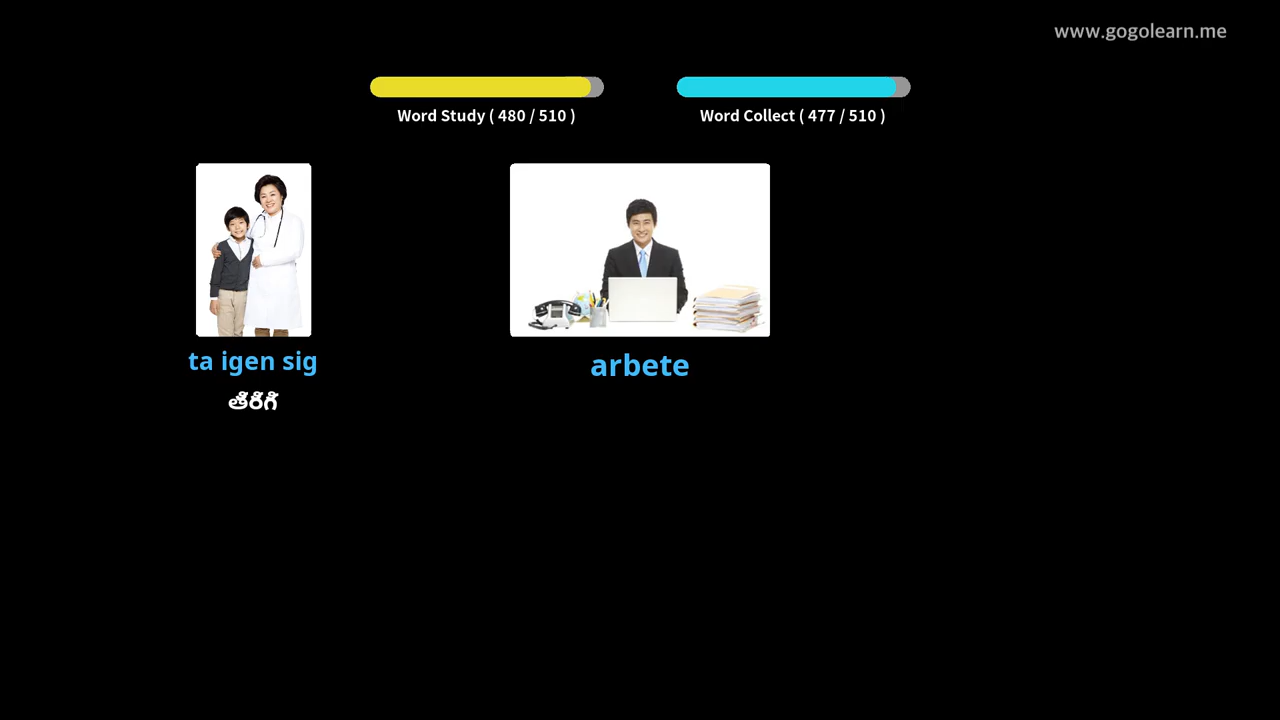 www.gogolearn.me
Word Study ( 480 / 510 )
Word Collect ( 477 / 510 )
ta igen sig
arbete
తిరిగి